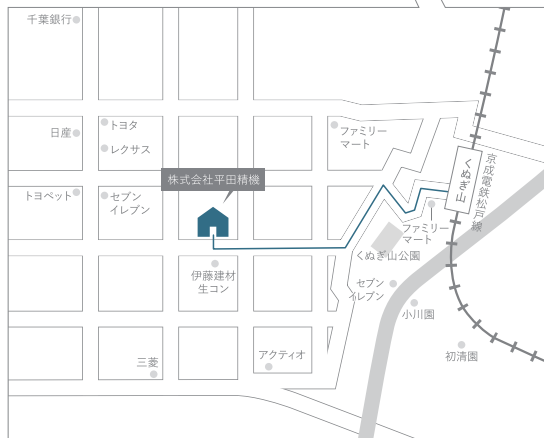 千葉銀行
日産
トヨタ
レクサス
ファミリー
マート
株式会社平田精機
トヨペット
セブン
イレブン
くぬぎ山
京成電鉄松戸線
ファミリー
マート
くぬぎ山公園
伊藤建材
生コン
セブン
イレブン
小川園
初清園
三菱
アクティオ